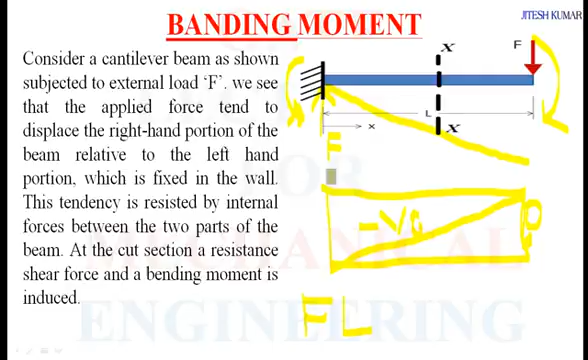 JITESH KUMAR
BANDING MOMENT
Consider a cantilever beam as shown
subjected to external load ‘F’. we see
that the applied force tend to
displace the right-hand portion of the
beam relative to the left hand
portion, which is fixed in the wall.
This tendency is resisted by internal
forces between the two parts of the
beam. At the cut section a resistance
shear force and a bending moment is
induced.
X
F
L
x
X
F
FL
FOR
MECHANICAL
ENGINEERING